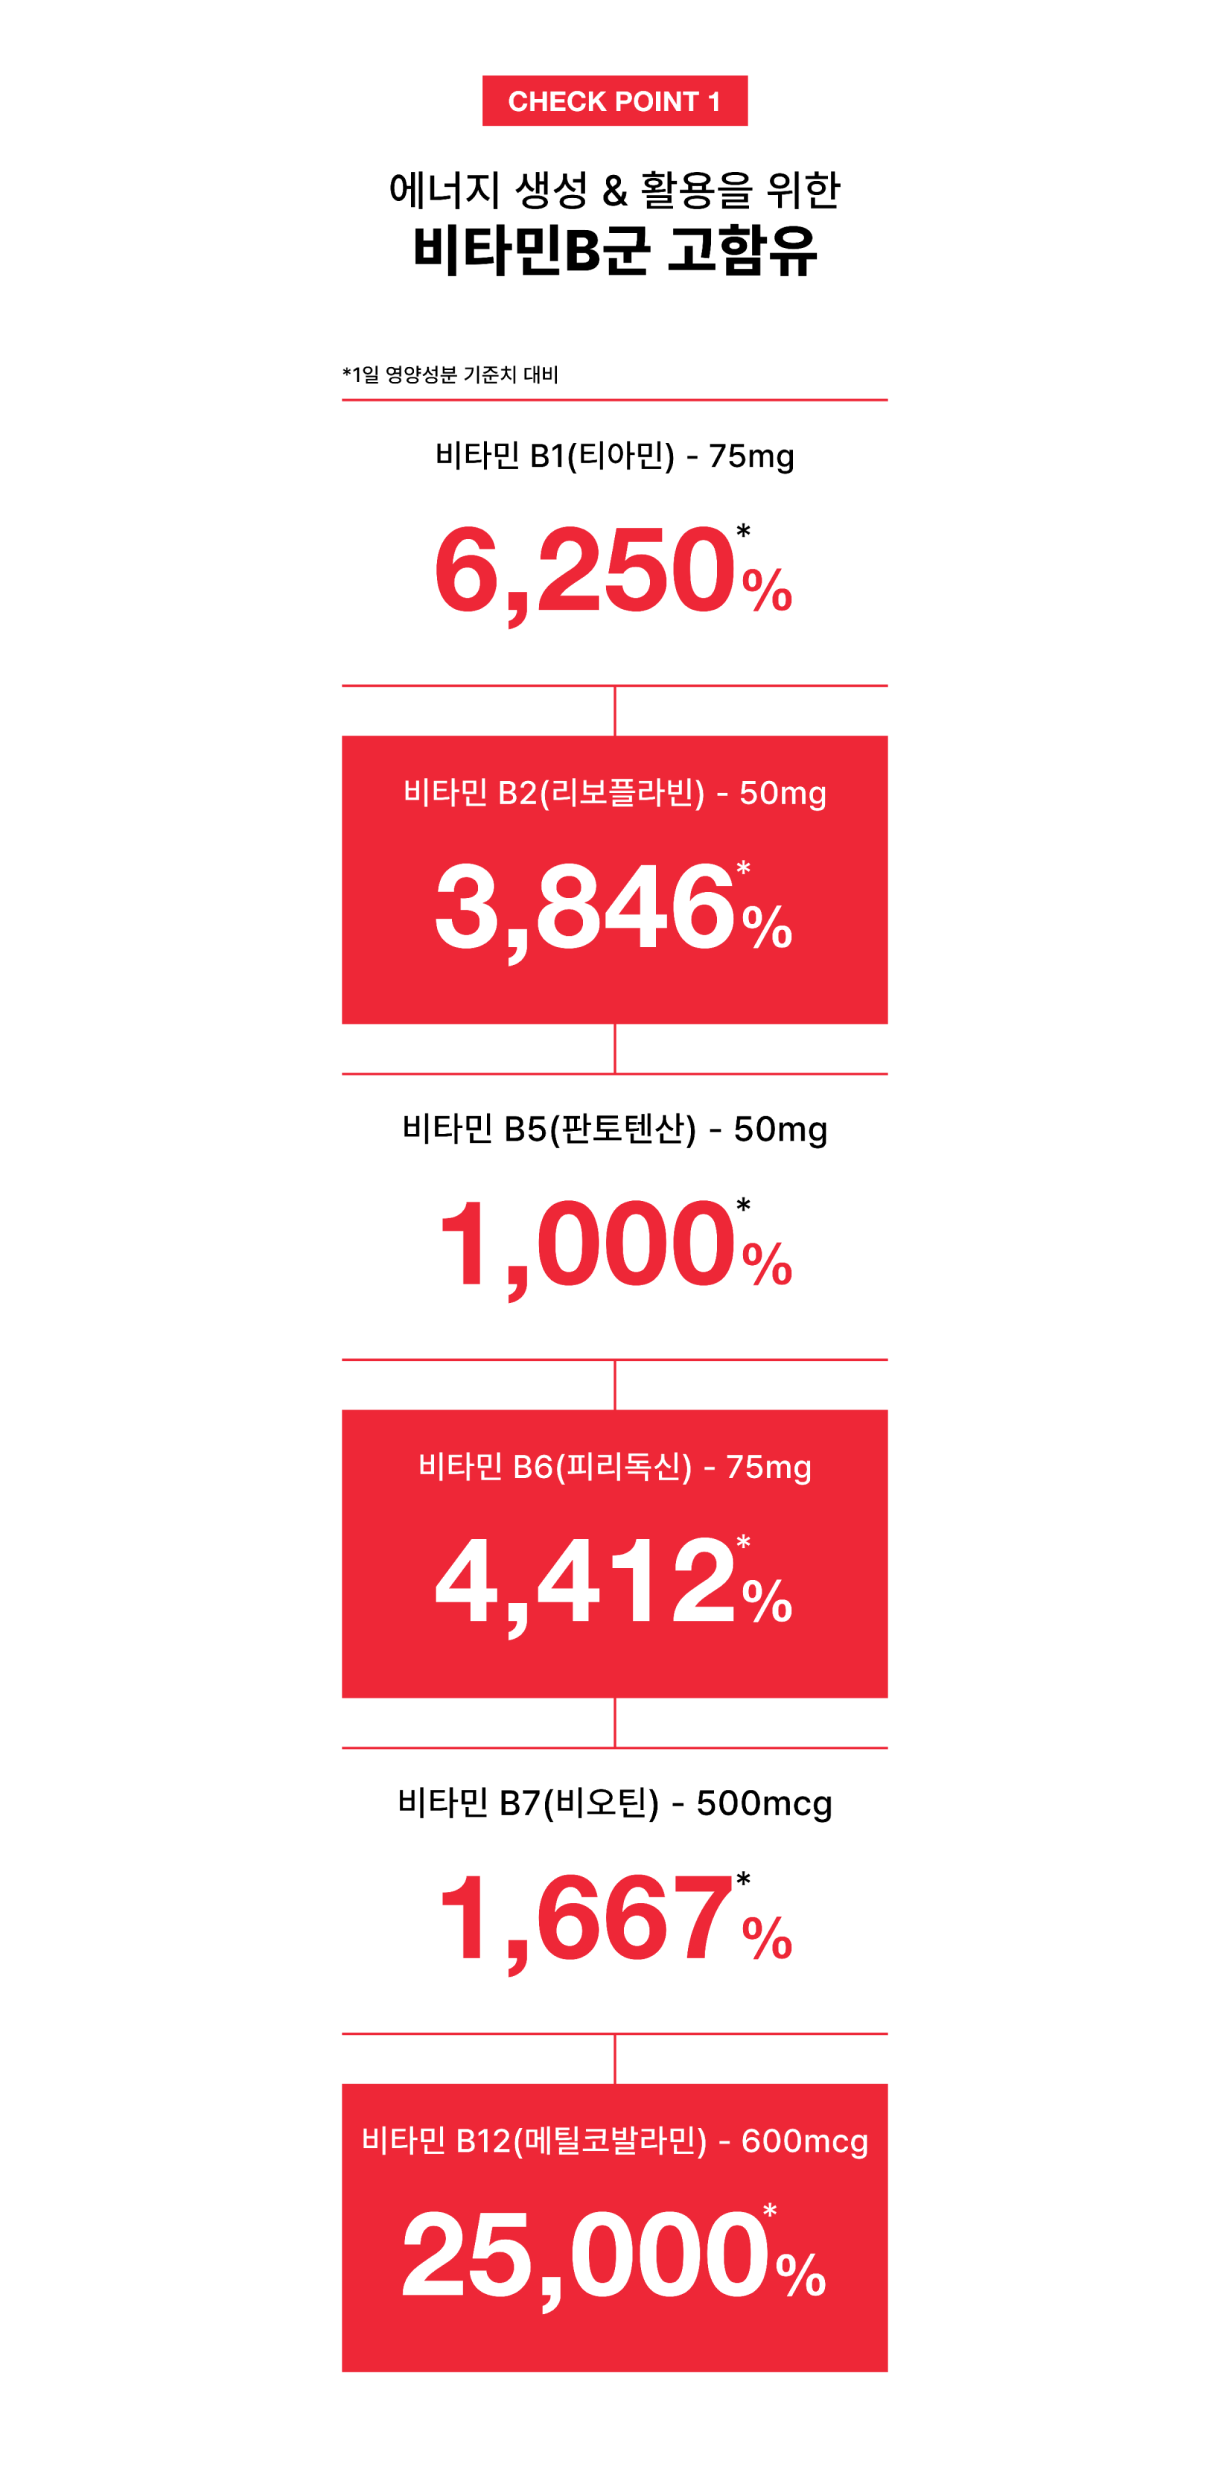 CHECK POINT 1
에너지 생성 & 활용을 위한
비타민B군 고함유
*1일 영양성분 기준치 대비
비타민 B1(티아민) - 75mg
6,250*%
비타민 B2(리보플라빈) - 50mg
3,846*%
비타민 B5(판토텐산) - 50mg
1,000*%
비타민 B6(피리독신) - 75mg
4,412*%
비타민 B7(비오틴) - 500mcg
1,667*%
비타민 B12(메틸코발라민) - 600mcg
25,000*%